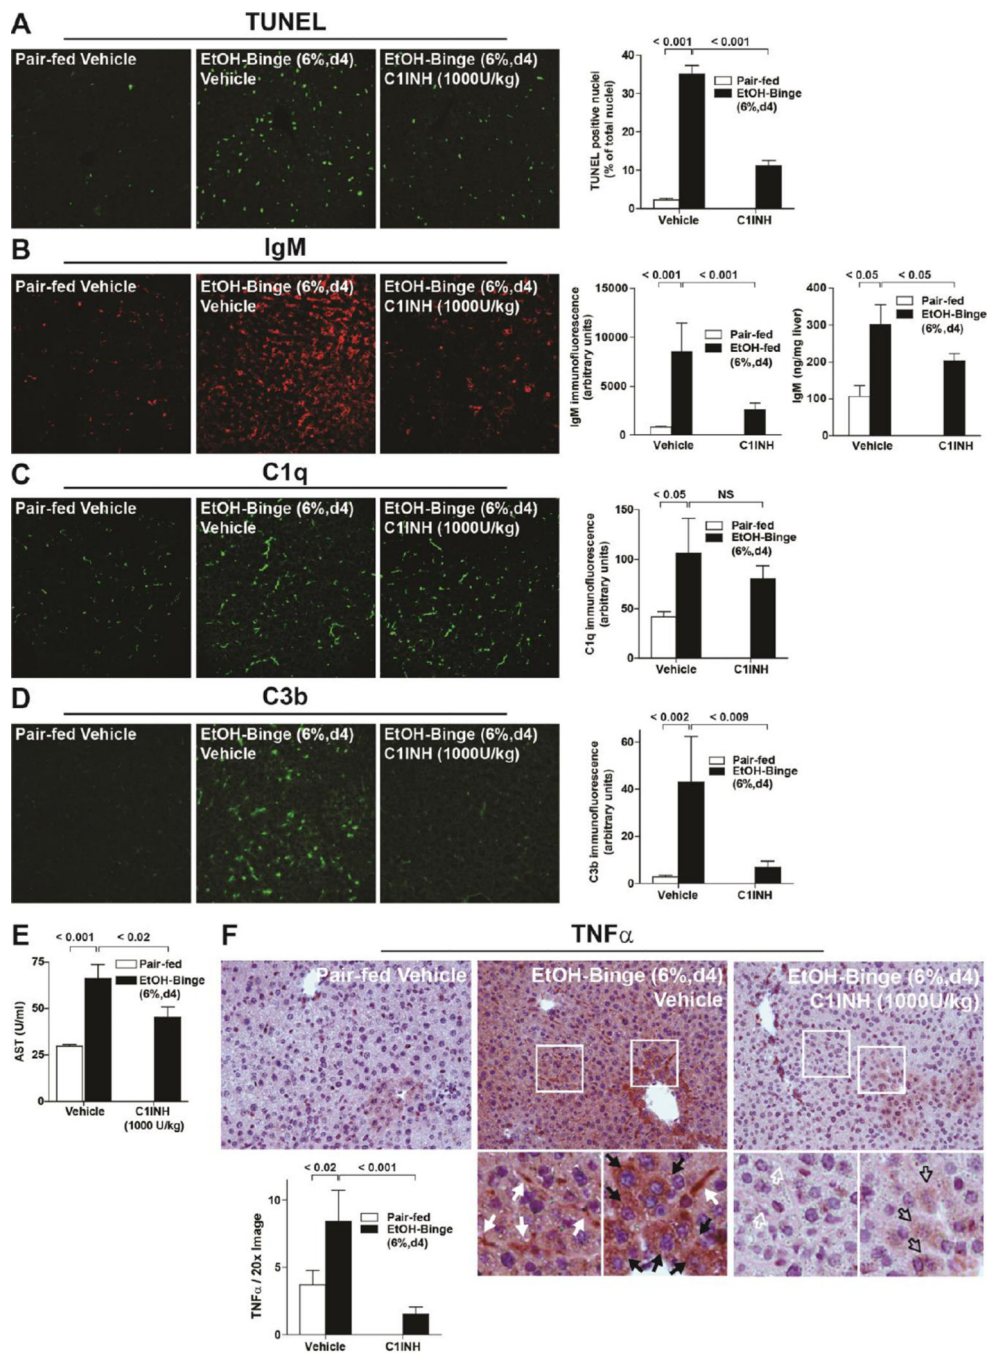 A
TUNEL
Pair-fed Vehicle
EtOH-Binge (6%,d4)
Vehicle
EtOH-Binge (6%,d4)
C1INH (1000U/kg)
< 0.001
< 0.001
TUNEL positive nuclei
(% of total nuclei)
40
30
20
10
0
Pair-fed
EtOH-Binge
(6%,d4)
Vehicle
C1INH
B
IgM
Pair-fed Vehicle
EtOH-Binge (6%,d4)
Vehicle
EtOH-Binge (6%,d4)
C1INH (1000U/kg)
< 0.001
< 0.001
IgM immunofluorescence
(arbitrary units)
15000
10000
5000
0
Pair-fed
EtOH-fed
(6%,d4)
Vehicle
C1INH
< 0.05
< 0.05
IgM (ng/mg liver)
400
300
200
100
0
Pair-fed
EtOH-Binge
(6%,d4)
Vehicle
C1INH
C
C1q
Pair-fed Vehicle
EtOH-Binge (6%,d4)
Vehicle
EtOH-Binge (6%,d4)
C1INH (1000U/kg)
< 0.05
NS
C1q immunofluorescence
(arbitrary units)
150
100
50
0
Pair-fed
EtOH-Binge
(6%,d4)
Vehicle
C1INH
D
C3b
Pair-fed Vehicle
EtOH-Binge (6%,d4)
Vehicle
EtOH-Binge (6%,d4)
C1INH (1000U/kg)
< 0.002
< 0.009
C3b immunofluorescence
(arbitrary units)
60
40
20
0
Pair-fed
EtOH-Binge
(6%,d4)
Vehicle
C1INH
E
< 0.001
< 0.02
AST (U/ml)
75
50
25
0
Pair-fed
EtOH-Binge
(6%,d4)
Vehicle
C1INH
(1000 U/kg)
F
TNFα
Pair-fed Vehicle
EtOH-Binge (6%,d4)
Vehicle
EtOH-Binge (6%,d4)
C1INH (1000U/kg)
< 0.02
< 0.001
TNFα / 20x Image
10
5
0
Pair-fed
EtOH-Binge
(6%,d4)
Vehicle
C1INH